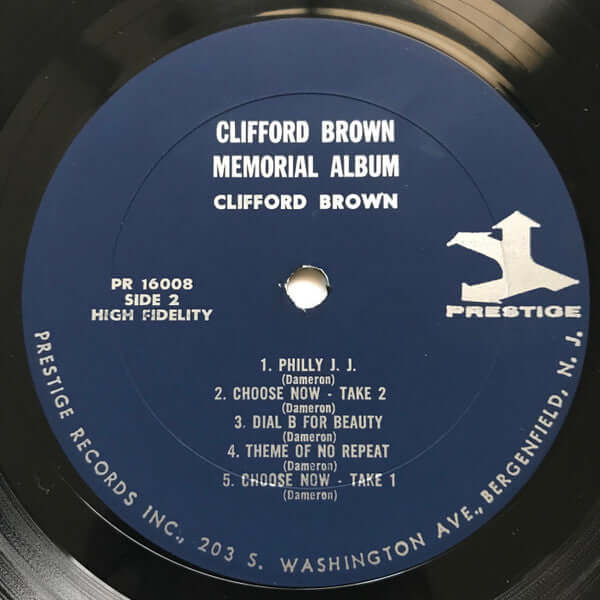 CLIFFORD BROWN
MEMORIAL ALBUM
CLIFFORD BROWN
PR 16008
SIDE 2
HIGH FIDELITY
PRESTIGE
1. PHILLY J. J.
(Dameron)
2. CHOOSE NOW - TAKE 2
(Dameron)
3. DIAL B FOR BEAUTY
(Dameron)
4. THEME OF NO REPEAT
(Dameron)
5. CHOOSE NOW - TAKE 1
(Dameron)
PRESTIGE RECORDS INC., 203 S. WASHINGTON AVE., BERGENFIELD, N. J.